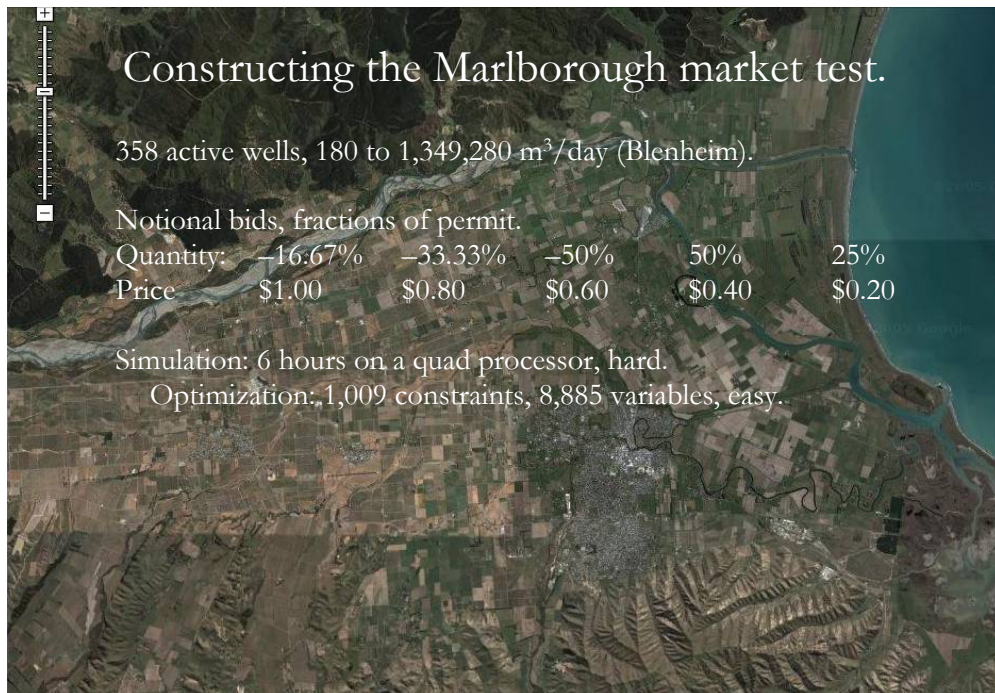 Constructing the Marlborough market test.
358 active wells, 180 to 1,349,280 m³/day (Blenheim).
Notional bids, fractions of permit.
Quantity: –16.67% –33.33% –50% 50% 25%
Price $1.00 $0.80 $0.60 $0.40 $0.20
Simulation: 6 hours on a quad processor, hard.
Optimization: 1,009 constraints, 8,885 variables, easy.